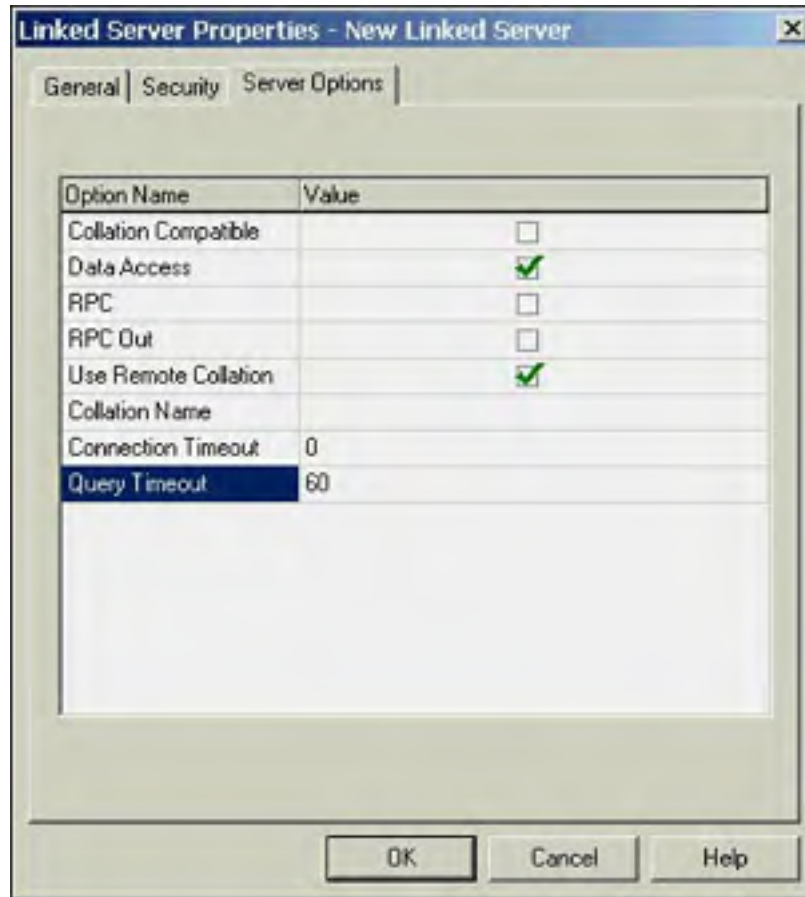 Linked Server Properties - New Linked Server
General Security Server Options
Option Name Value
Collation Compatible
Data Access
RPC
RPC Out
Use Remote Collation
Collation Name
Connection Timeout 0
Query Timeout 60
OK Cancel Help